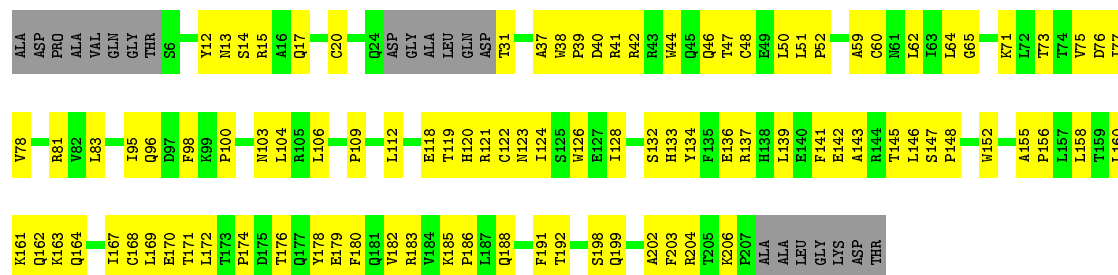 ALA ASP PRO ALA VAL GLN GLY THR S6 Y12 N13 S14 R15 A16 Q17 C20 Q24 ASP GLY ALA LEU GLN ASP T31 A37 W38 P39 D40 R41 R42 R43 W44 Q45 Q46 T47 C48 E49 L50 L51 P52 A59 C60 N61 L62 I63 L64 G65 K71 L72 T73 T74 V75 D76 I77
V78 R81 V82 L83 I95 Q96 D97 F98 K99 P100 N103 L104 R105 L106 P109 L112 E118 T119 H120 R121 C122 N123 I124 S125 W126 E127 I128 S132 H133 Y134 F135 E136 R137 H138 L139 E140 F141 E142 A143 R144 T145 L146 S147 P148 W152 A155 P156 L157 L158 T159 L160
K161 Q162 K163 Q164 I167 C168 L169 E170 T171 L172 T173 P174 D175 T176 Q177 Y178 E179 F180 Q181 V182 R183 V184 K185 P186 L187 Q188 F191 T192 S198 Q199 A202 F203 R204 T205 K206 P207 ALA ALA LEU GLY LYS ASP THR